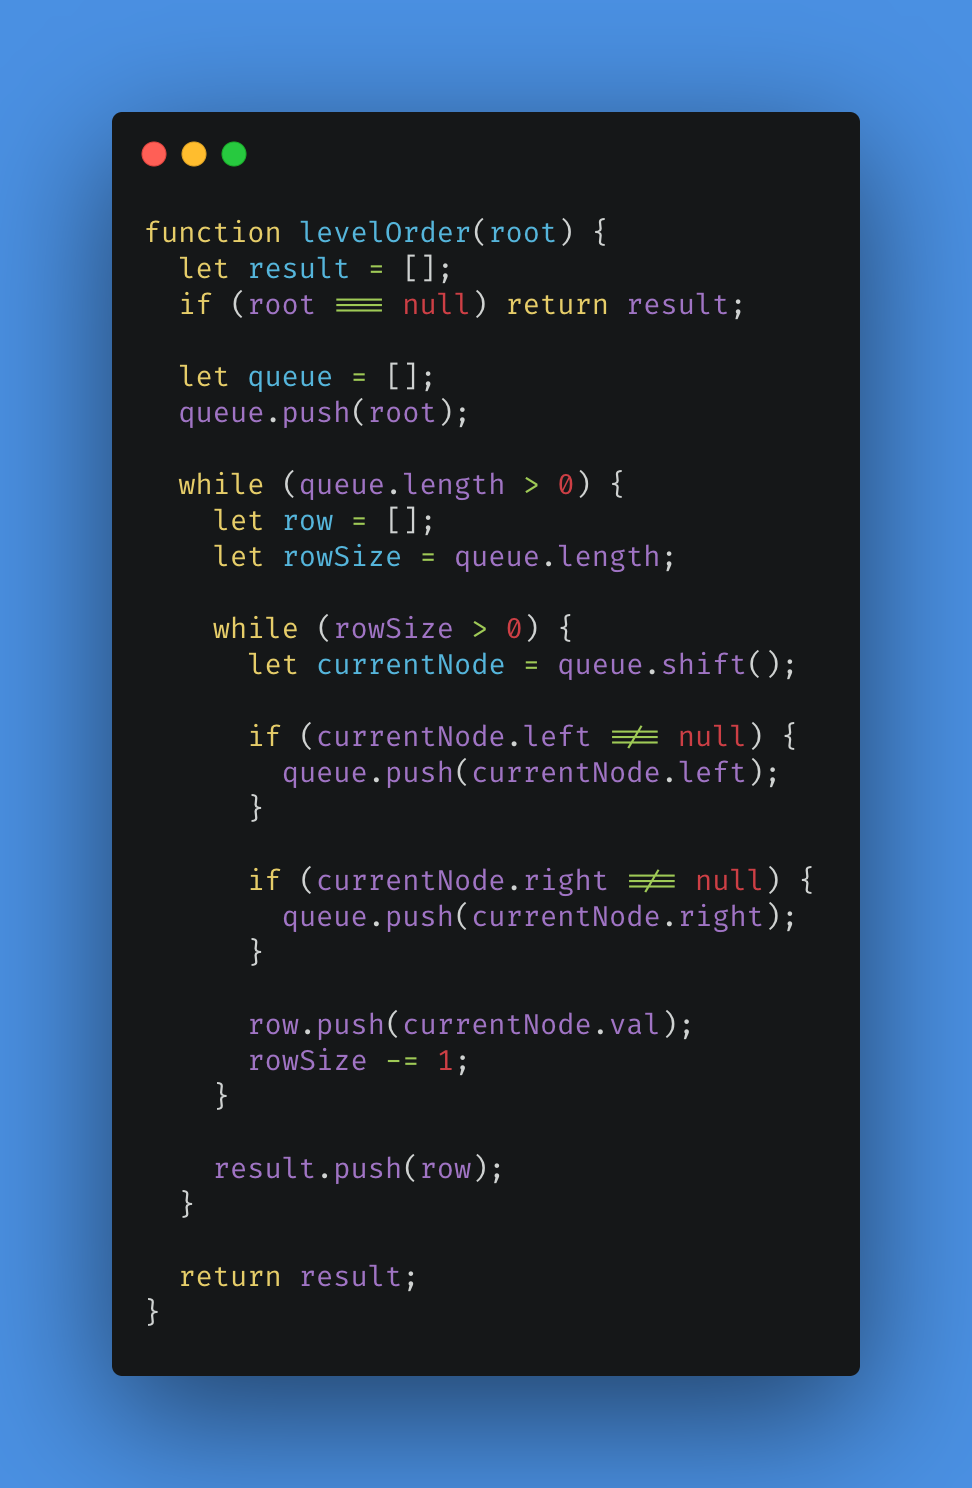 function levelOrder(root) {
  let result = [];
  if (root === null) return result;

  let queue = [];
  queue.push(root);

  while (queue.length > 0) {
    let row = [];
    let rowSize = queue.length;

    while (rowSize > 0) {
      let currentNode = queue.shift();

      if (currentNode.left !== null) {
        queue.push(currentNode.left);
      }

      if (currentNode.right !== null) {
        queue.push(currentNode.right);
      }

      row.push(currentNode.val);
      rowSize -= 1;
    }

    result.push(row);
  }

  return result;
}